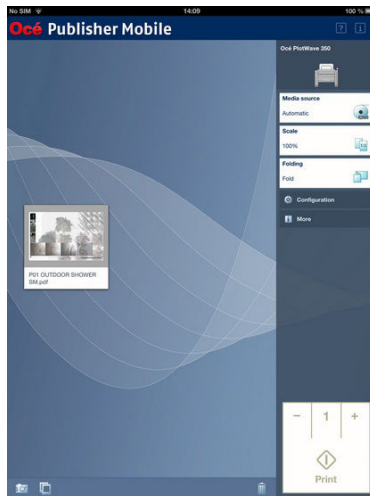 No SIM 14:09 100 %
Océ Publisher Mobile ? i
Océ PlotWave 350
Media source
Automatic
Scale
100%
Folding
Fold
Configuration
i More
P01 OUTDOOR SHOWER
SM.pdf
− 1 +
Print